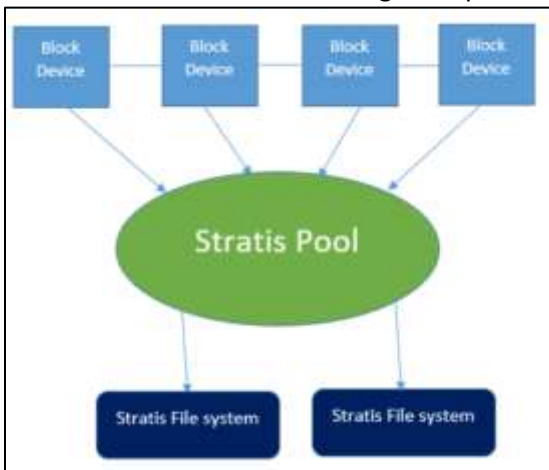 Block
Device
Block
Device
Block
Device
Block
Device
Stratis Pool
Stratis File system
Stratis File system